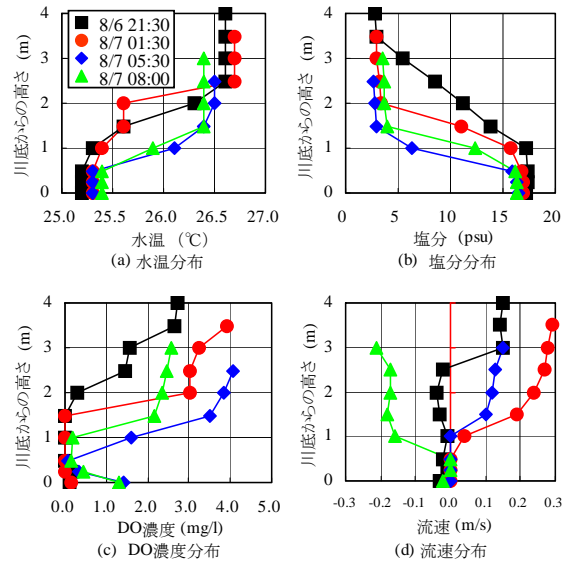 8/6 21:30
8/7 01:30
8/7 05:30
8/7 08:00
川底からの高さ (m)
4
3
2
1
0
25.0 25.5 26.0 26.5 27.0
水温 (℃)
(a) 水温分布
川底からの高さ (m)
4
3
2
1
0
0 5 10 15 20
塩分 (psu)
(b) 塩分分布
川底からの高さ (m)
4
3
2
1
0
0.0 1.0 2.0 3.0 4.0 5.0
DO濃度 (mg/l)
(c) DO濃度分布
川底からの高さ (m)
4
3
2
1
0
-0.3 -0.2 -0.1 0.0 0.1 0.2 0.3
流速 (m/s)
(d) 流速分布